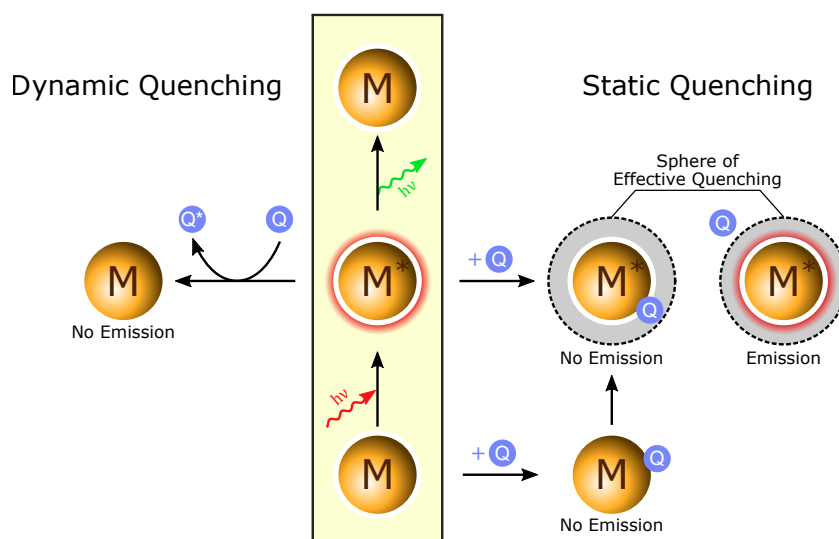 Dynamic Quenching
Static Quenching
M
hν
Sphere of
Effective Quenching
Q*
Q
M
No Emission
M*
+Q
M*
Q
No Emission
Q
M*
Emission
hν
M
+Q
M
Q
No Emission